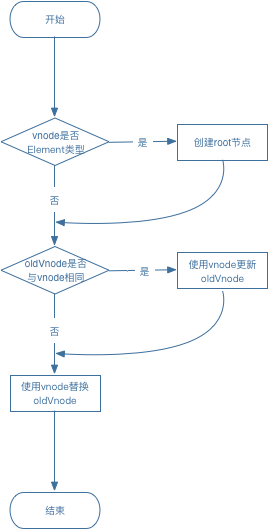 开始
vnode是否
Element类型
是
创建root节点
否
oldVnode是否
与vnode相同
是
使用vnode更新
oldVnode
否
使用vnode替换
oldVnode
结束